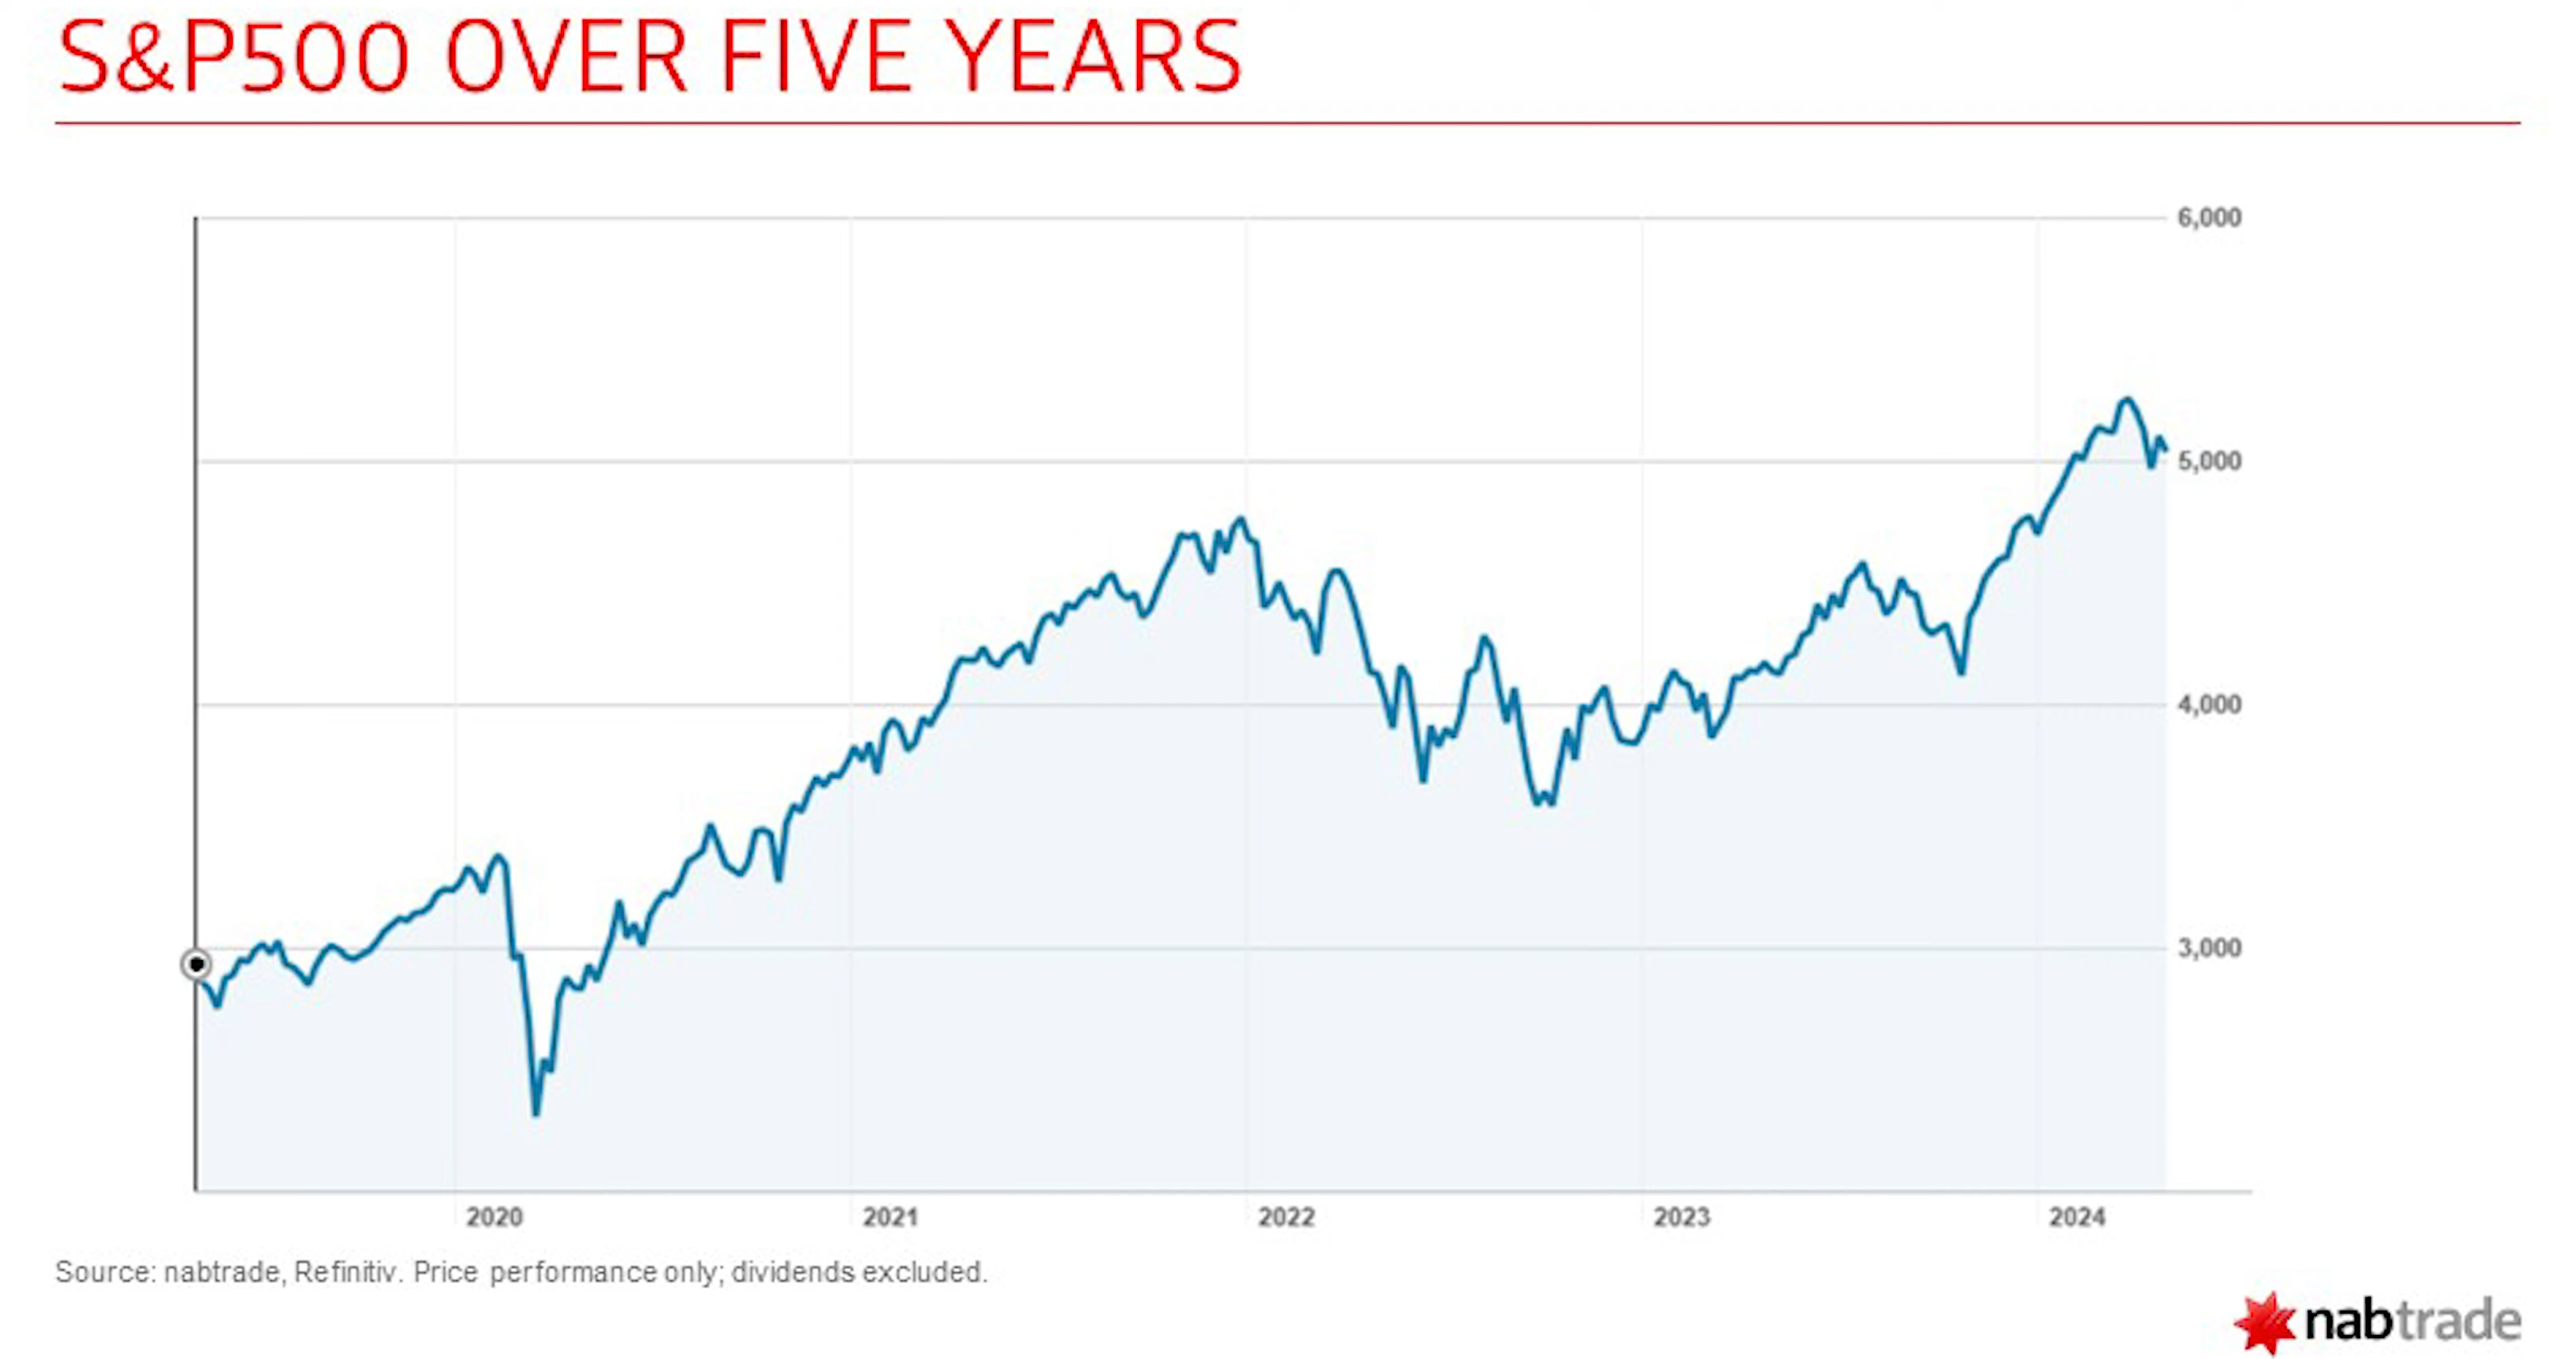 S&P500 OVER FIVE YEARS
6,000
5,000
4,000
3,000
2020 2021 2022 2023 2024
Source: nabtrade, Refinitiv. Price performance only; dividends excluded.
nabtrade